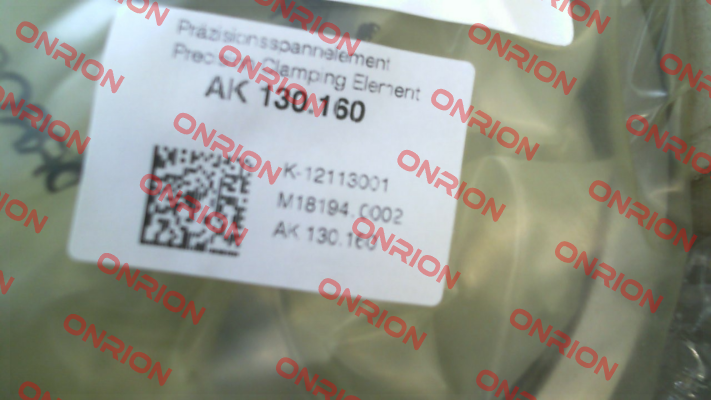 Präzisionsspannelement
Precision Clamping Element
AK 130.160
K-12113001
M18194.0002
AK 130.160
ONRION